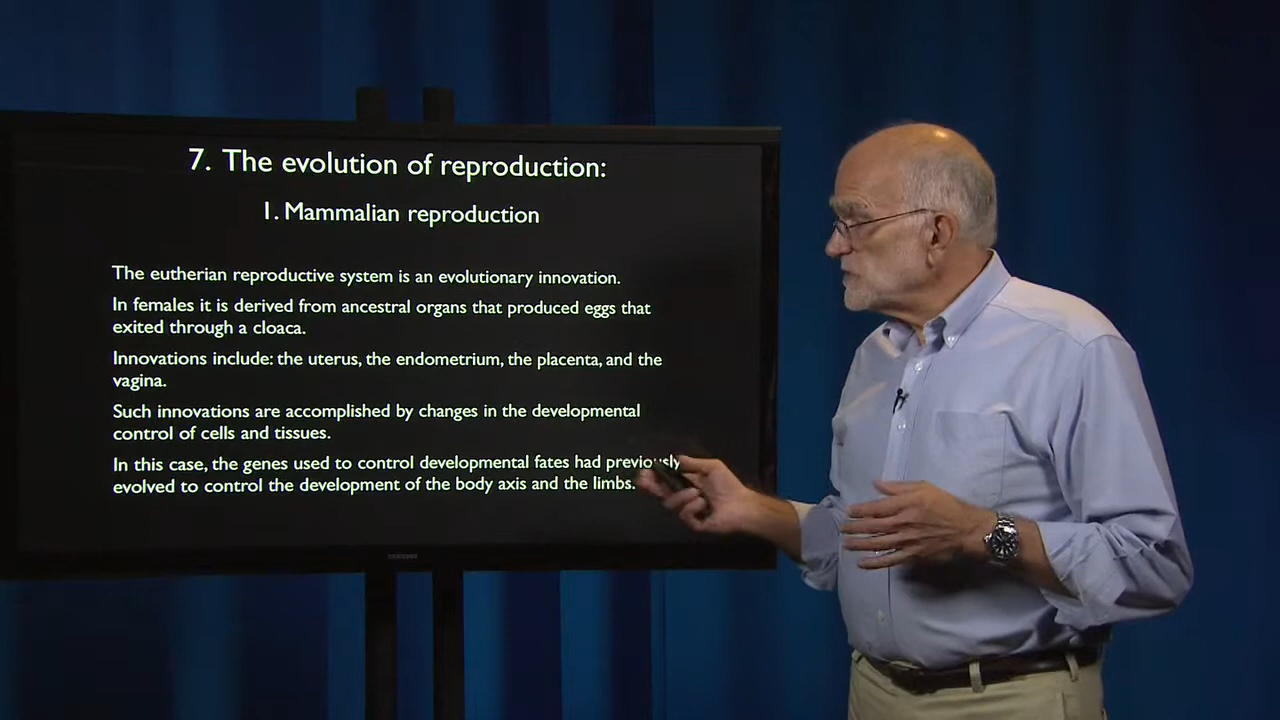 7. The evolution of reproduction:
1. Mammalian reproduction
The eutherian reproductive system is an evolutionary innovation.
In females it is derived from ancestral organs that produced eggs that
exited through a cloaca.
Innovations include: the uterus, the endometrium, the placenta, and the
vagina.
Such innovations are accomplished by changes in the developmental
control of cells and tissues.
In this case, the genes used to control developmental fates had previously
evolved to control the development of the body axis and the limbs.
SAMSUNG